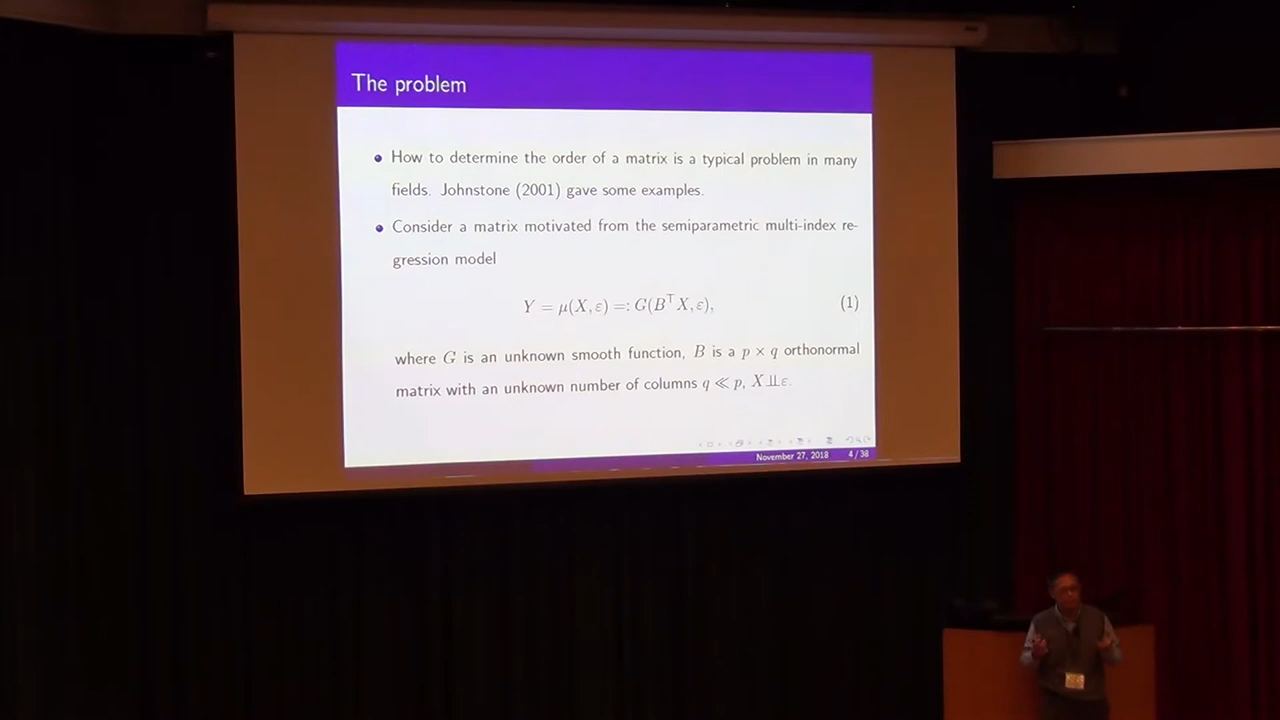 The problem
How to determine the order of a matrix is a typical problem in many
fields. Johnstone (2001) gave some examples.
Consider a matrix motivated from the semiparametric multi-index re-
gression model
Y = μ(X, ε) =: G(B⊤X, ε), (1)
where G is an unknown smooth function, B is a p × q orthonormal
matrix with an unknown number of columns q ≪ p, X⊥⊥ε.
November 27, 2018 4 / 38